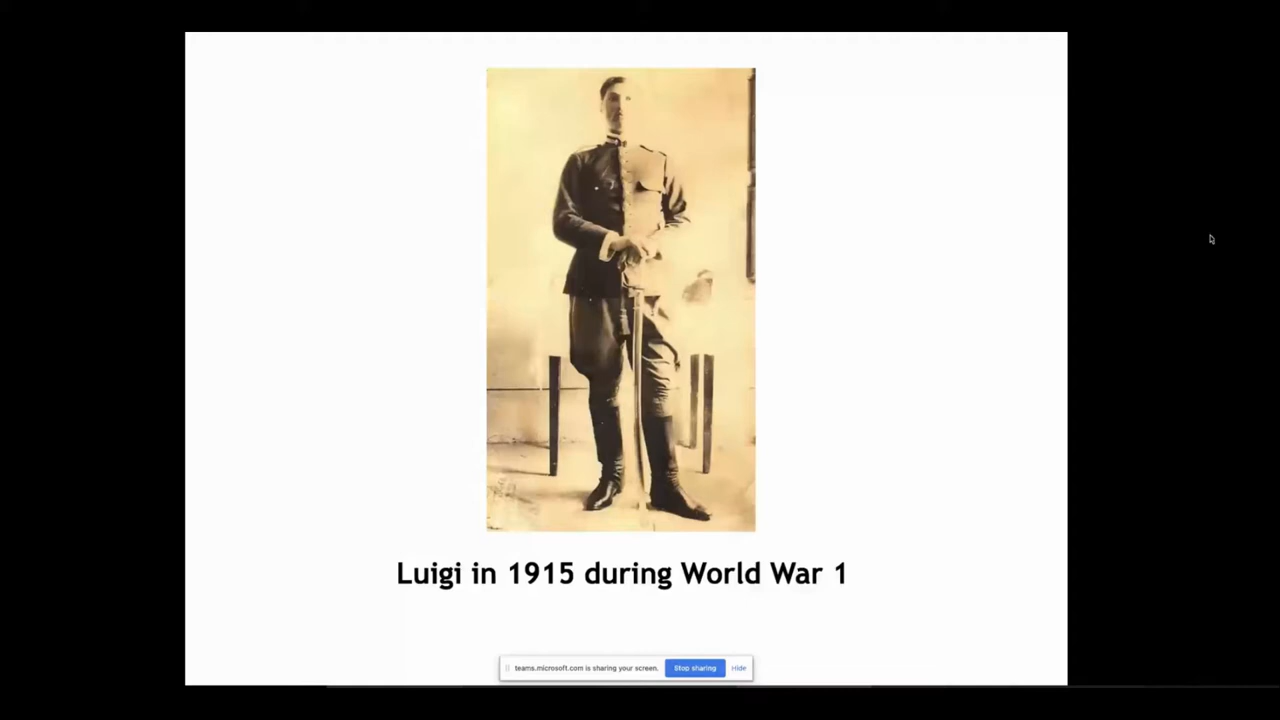 Luigi in 1915 during World War 1
teams.microsoft.com is sharing your screen. Stop sharing Hide